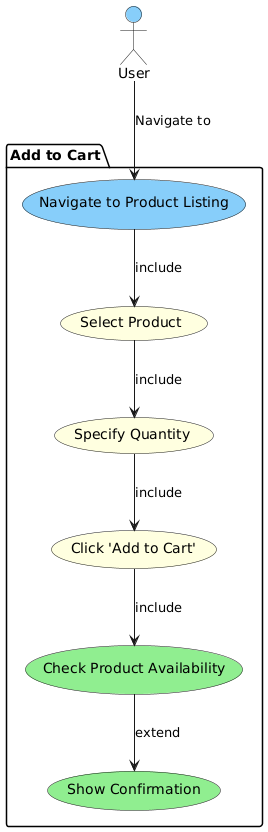 User
Navigate to
Add to Cart
Navigate to Product Listing
include
Select Product
include
Specify Quantity
include
Click 'Add to Cart'
include
Check Product Availability
extend
Show Confirmation